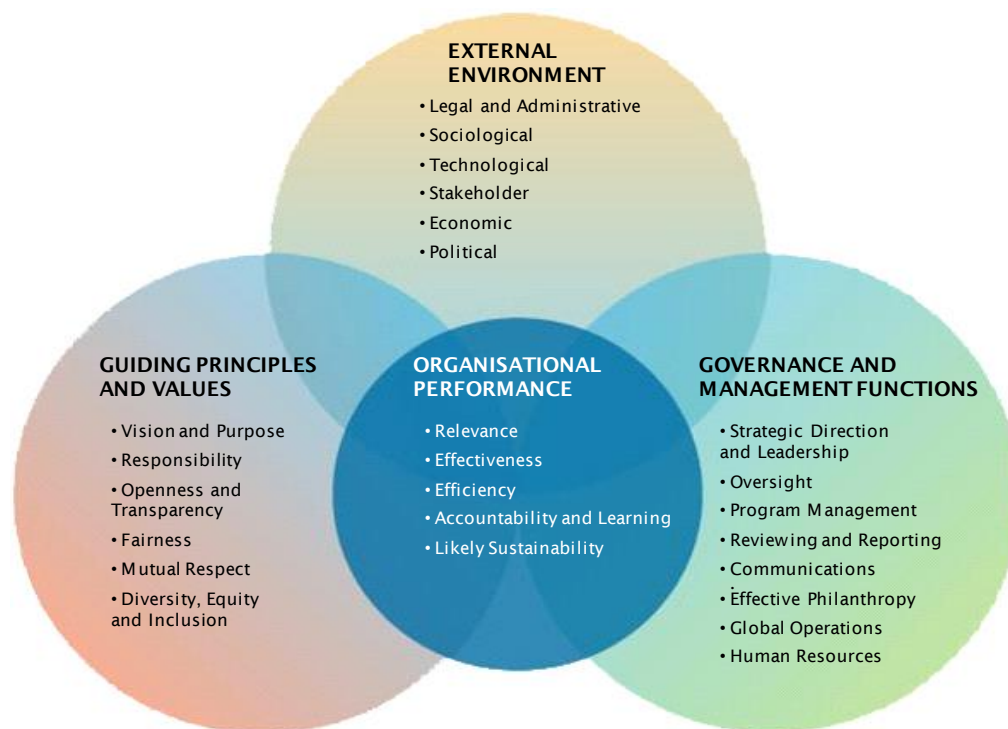 EXTERNAL
ENVIRONMENT
• Legal and Administrative
• Sociological
• Technological
• Stakeholder
• Economic
• Political
GUIDING PRINCIPLES
AND VALUES
• Vision and Purpose
• Responsibility
• Openness and
Transparency
• Fairness
• Mutual Respect
• Diversity, Equity
and Inclusion
ORGANISATIONAL
PERFORMANCE
• Relevance
• Effectiveness
• Efficiency
• Accountability and Learning
• Likely Sustainability
GOVERNANCE AND
MANAGEMENT FUNCTIONS
• Strategic Direction
and Leadership
• Oversight
• Program Management
• Reviewing and Reporting
• Communications
• Effective Philanthropy
• Global Operations
• Human Resources